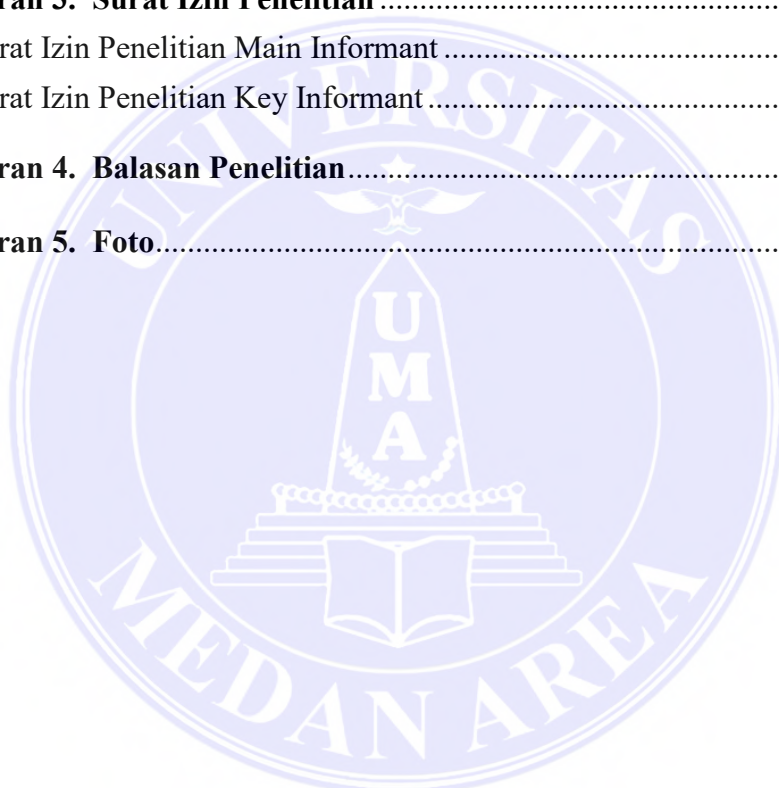 ran 3. Surat Izin Penelitian ..........................................................
rat Izin Penelitian Main Informant ..................................................
rat Izin Penelitian Key Informant ....................................................
ran 4. Balasan Penelitian ...............................................................
ran 5. Foto ......................................................................................
UNIVERSITAS
UMA
MEDAN AREA